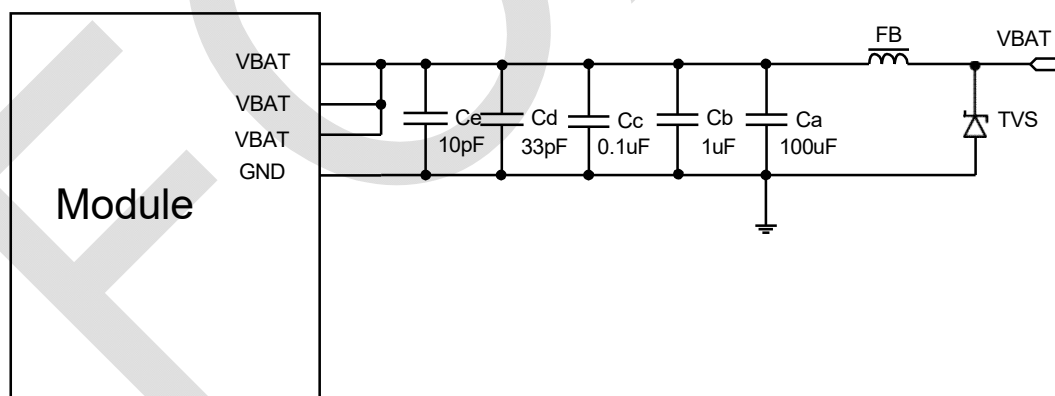 FB
VBAT
VBAT
VBAT
VBAT
GND
Ce
10pF
Cd
33pF
Cc
0.1uF
Cb
1uF
Ca
100uF
TVS
Module